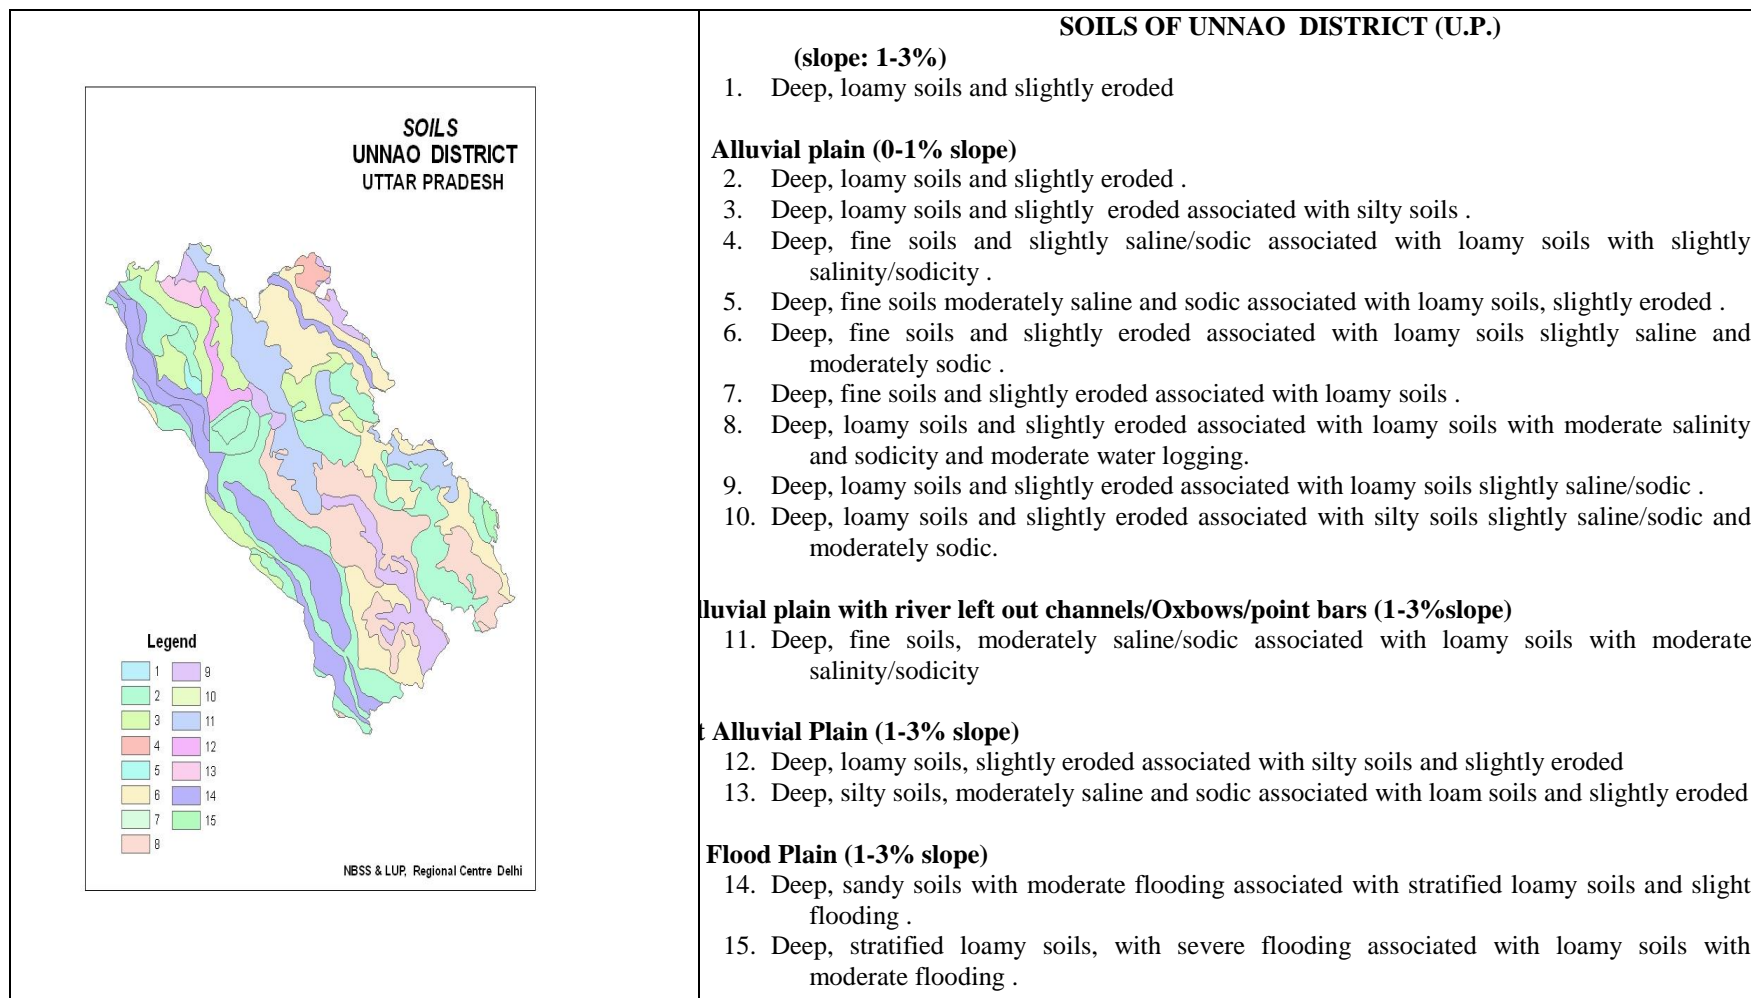 SOILS
UNNAO DISTRICT
UTTAR PRADESH
Legend
1
2
3
4
5
6
7
8
9
10
11
12
13
14
15
NBSS & LUP, Regional Centre Delhi
SOILS OF UNNAO DISTRICT (U.P.)
(slope: 1-3%)
1. Deep, loamy soils and slightly eroded
Alluvial plain (0-1% slope)
2. Deep, loamy soils and slightly eroded .
3. Deep, loamy soils and slightly eroded associated with silty soils .
4. Deep, fine soils and slightly saline/sodic associated with loamy soils with slightly
salinity/sodicity .
5. Deep, fine soils moderately saline and sodic associated with loamy soils, slightly eroded .
6. Deep, fine soils and slightly eroded associated with loamy soils slightly saline and
moderately sodic .
7. Deep, fine soils and slightly eroded associated with loamy soils .
8. Deep, loamy soils and slightly eroded associated with loamy soils with moderate salinity
and sodicity and moderate water logging.
9. Deep, loamy soils and slightly eroded associated with loamy soils slightly saline/sodic .
10. Deep, loamy soils and slightly eroded associated with silty soils slightly saline/sodic and
moderately sodic.
lluvial plain with river left out channels/Oxbows/point bars (1-3%slope)
11. Deep, fine soils, moderately saline/sodic associated with loamy soils with moderate
salinity/sodicity
t Alluvial Plain (1-3% slope)
12. Deep, loamy soils, slightly eroded associated with silty soils and slightly eroded
13. Deep, silty soils, moderately saline and sodic associated with loam soils and slightly eroded
Flood Plain (1-3% slope)
14. Deep, sandy soils with moderate flooding associated with stratified loamy soils and slight
flooding .
15. Deep, stratified loamy soils, with severe flooding associated with loamy soils with
moderate flooding .